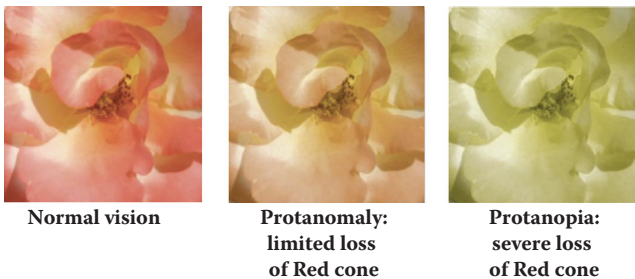 Normal vision
Protanomaly:
limited loss
of Red cone
Protanopia:
severe loss
of Red cone